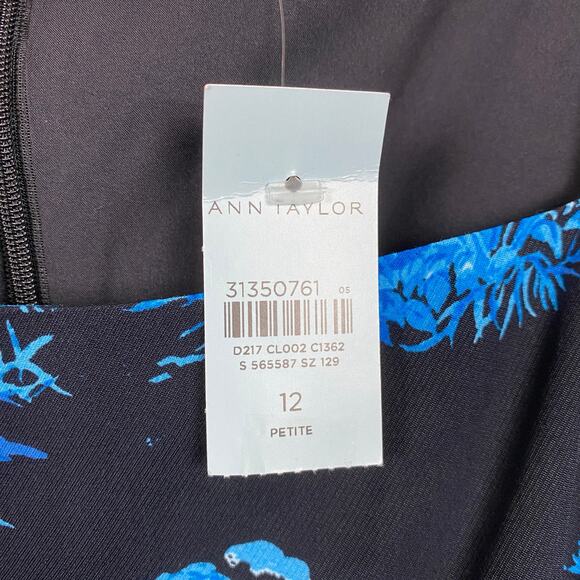 ANN TAYLOR
31350761 05
D217 CL002 C1362
S 565587 SZ 129
12
PETITE